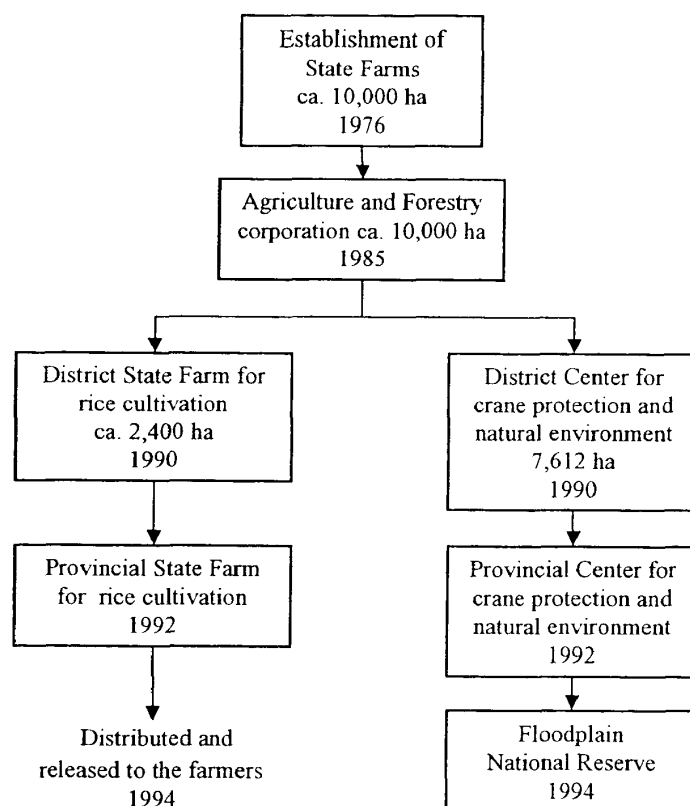 Establishment of
State Farms
ca. 10,000 ha
1976
Agriculture and Forestry
corporation ca. 10,000 ha
1985
District State Farm for
rice cultivation
ca. 2,400 ha
1990
District Center for
crane protection and
natural environment
7,612 ha
1990
Provincial State Farm
for rice cultivation
1992
Provincial Center for
crane protection and
natural environment
1992
Distributed and
released to the farmers
1994
Floodplain
National Reserve
1994